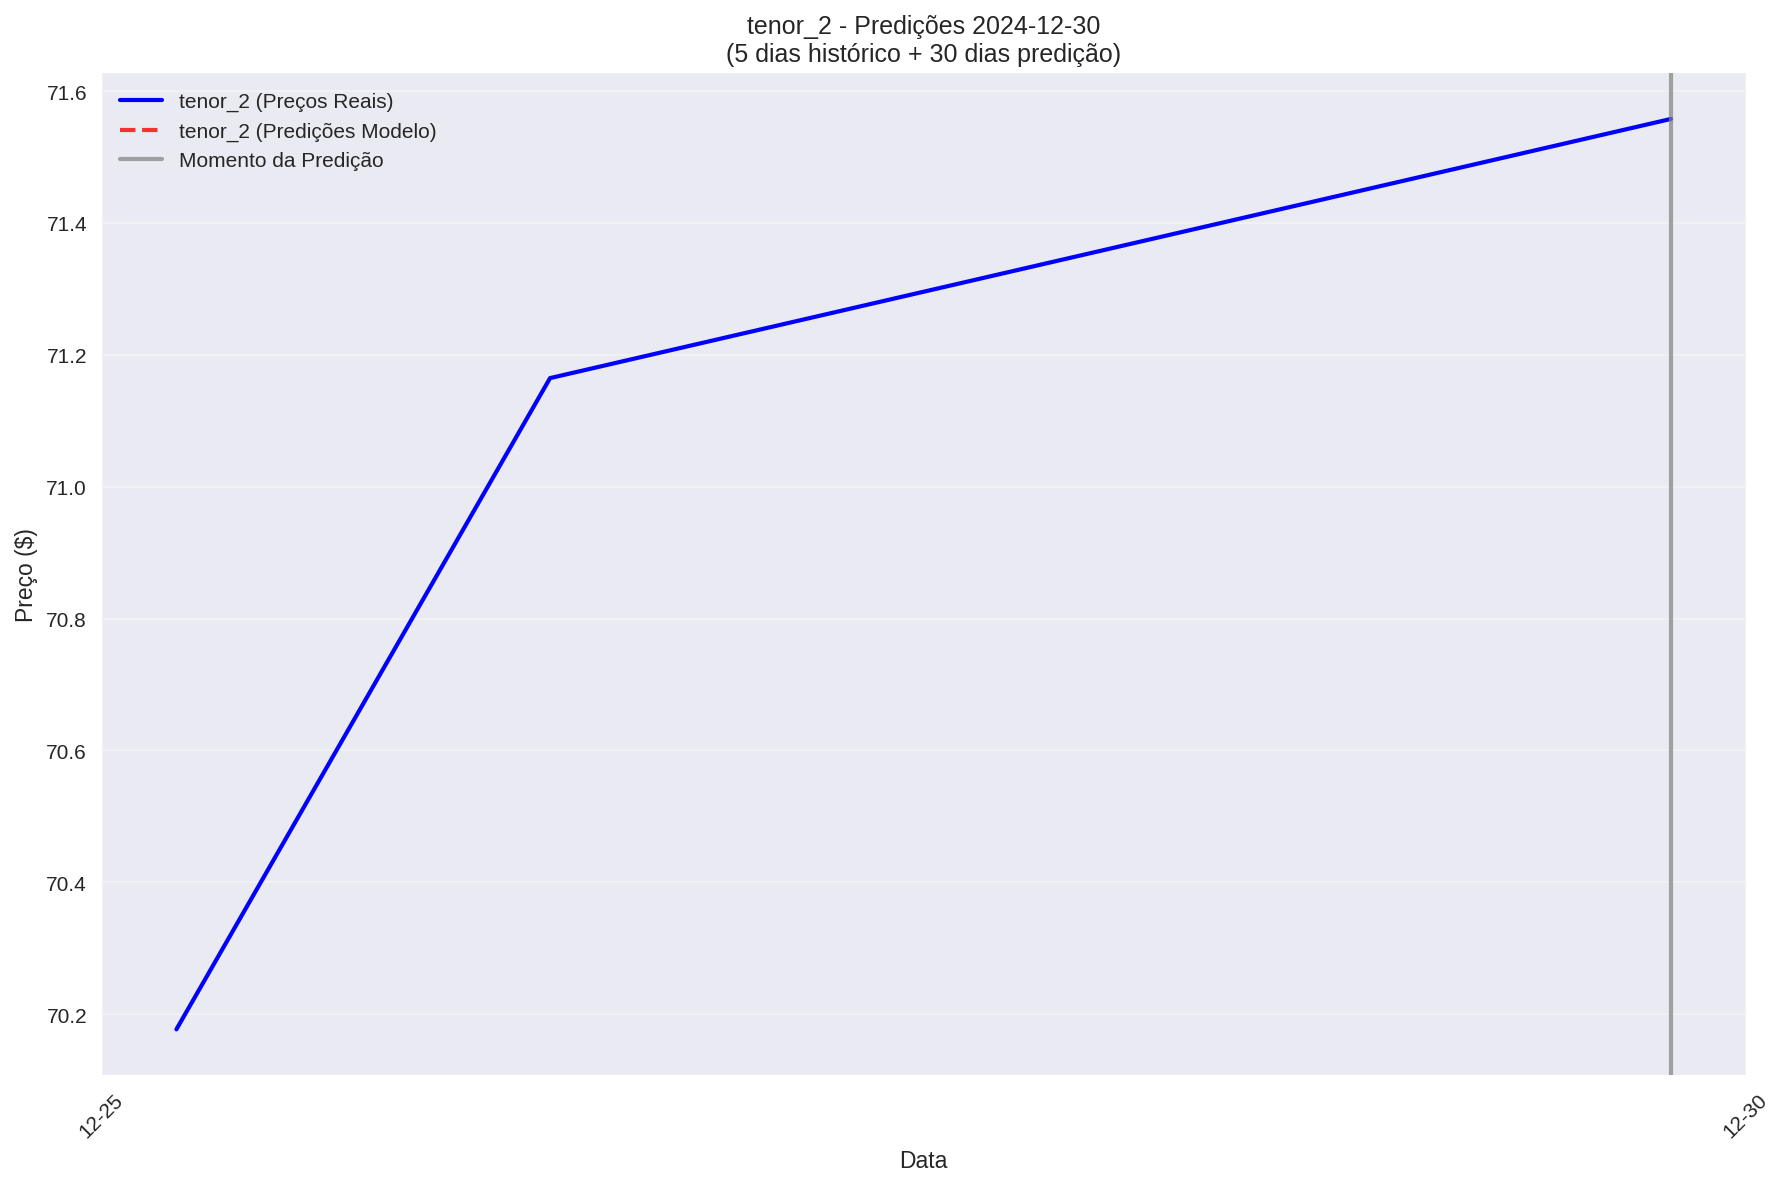 tenor_2 - Predições 2024-12-30
(5 dias histórico + 30 dias predição)
tenor_2 (Preços Reais)
tenor_2 (Predições Modelo)
Momento da Predição
Preço ($)
71.6
71.4
71.2
71.0
70.8
70.6
70.4
70.2
12-25
12-30
Data